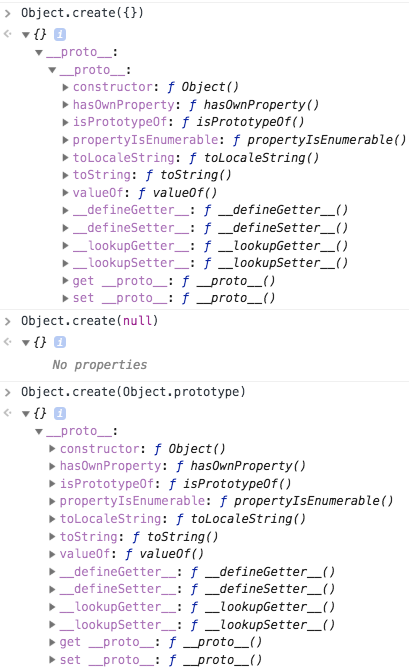 Object.create({})
{} i
__proto__:
__proto__:
constructor: ƒ Object()
hasOwnProperty: ƒ hasOwnProperty()
isPrototypeOf: ƒ isPrototypeOf()
propertyIsEnumerable: ƒ propertyIsEnumerable()
toLocaleString: ƒ toLocaleString()
toString: ƒ toString()
valueOf: ƒ valueOf()
__defineGetter__: ƒ __defineGetter__()
__defineSetter__: ƒ __defineSetter__()
__lookupGetter__: ƒ __lookupGetter__()
__lookupSetter__: ƒ __lookupSetter__()
get __proto__: ƒ __proto__()
set __proto__: ƒ __proto__()
Object.create(null)
{} i
No properties
Object.create(Object.prototype)
{} i
__proto__:
constructor: ƒ Object()
hasOwnProperty: ƒ hasOwnProperty()
isPrototypeOf: ƒ isPrototypeOf()
propertyIsEnumerable: ƒ propertyIsEnumerable()
toLocaleString: ƒ toLocaleString()
toString: ƒ toString()
valueOf: ƒ valueOf()
__defineGetter__: ƒ __defineGetter__()
__defineSetter__: ƒ __defineSetter__()
__lookupGetter__: ƒ __lookupGetter__()
__lookupSetter__: ƒ __lookupSetter__()
get __proto__: ƒ __proto__()
set __proto__: ƒ __proto__()